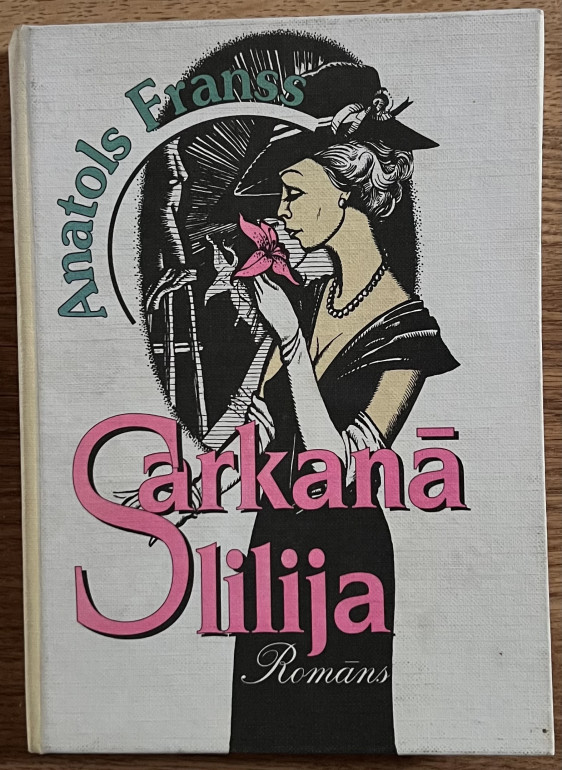 Anatols Franss
Sarkanā
lilija
Romāns